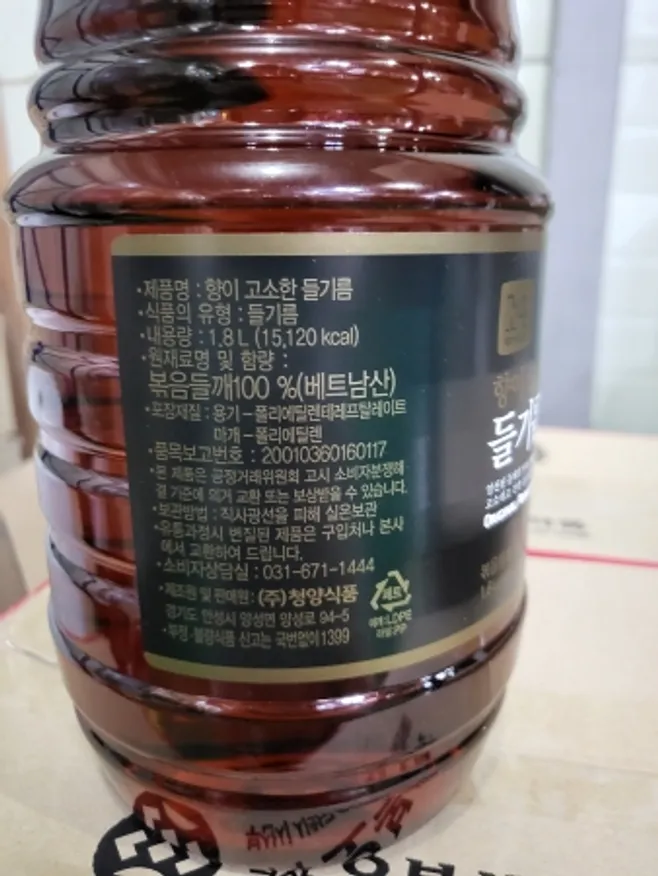 ·제품명 : 향이 고소한 들기름
·식품의 유형 : 들기름
·내용량 : 1.8 L (15,120 kcal)
·원재료명 및 함량 :
볶음들깨100 %(베트남산)
·포장재질 : 용기-폴리에틸렌테레프탈레이트
마개-폴리에틸렌
·품목보고번호 : 20010360160117
·본 제품은 공정거래위원회 고시 소비자분쟁해
결 기준에 의거 교환 또는 보상받을 수 있습니다.
·보관방법 : 직사광선을 피해 실온보관
·유통과정시 변질된 제품은 구입처나 본사
에서 교환하여 드립니다.
·소비자상담실 : 031-671-1444
·제조원 및 판매원 : (주)청양식품
경기도 안성시 양성면 양성로 94-5
·부정·불량식품 신고는 국번없이 1399
페트
마개:LDPE
라벨:PP
들기